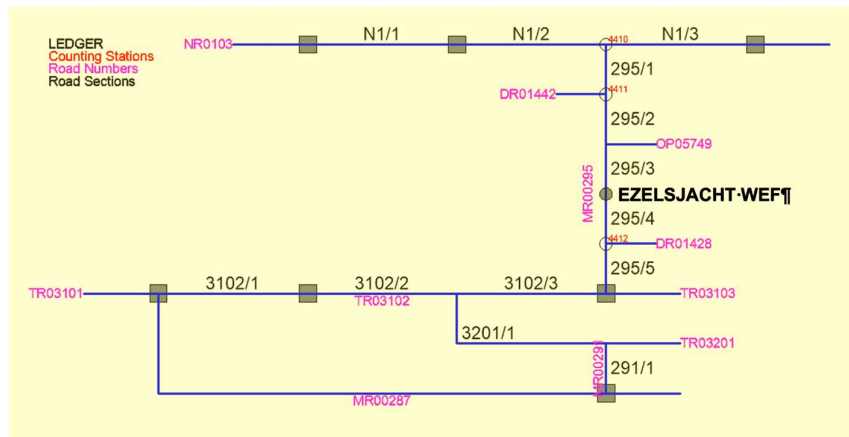 NR0103
N1/1
N1/2
4410
N1/3
LEDGER
Counting Stations
Road Numbers
Road Sections
295/1
DR01442
4411
295/2
OP05749
295/3
MR00295
EZELSJACHT·WEF¶
295/4
4412
DR01428
295/5
TR03101
3102/1
3102/2
TR03102
3102/3
TR03103
3201/1
TR03201
MR00291
291/1
MR00287